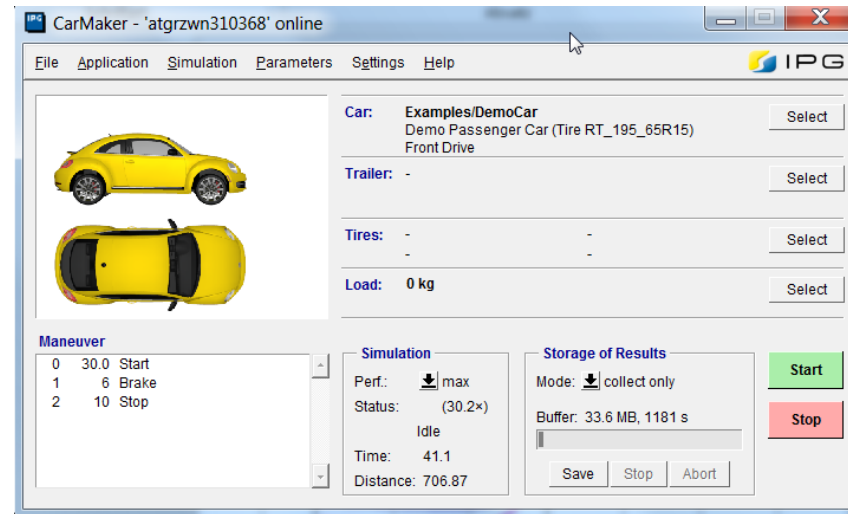 IPG CarMaker - 'atgrzwn310368' online
File Application Simulation Parameters Settings Help
IPG
Car: Examples/DemoCar Select
Demo Passenger Car (Tire RT_195_65R15)
Front Drive
Trailer: - Select
Tires: - - Select
- -
Load: 0 kg Select
Maneuver
0 30.0 Start
1 6 Brake
2 10 Stop
Simulation
Perf.: max
Status: (30.2×)
Idle
Time: 41.1
Distance: 706.87
Storage of Results
Mode: collect only
Buffer: 33.6 MB, 1181 s
Save Stop Abort
Start
Stop